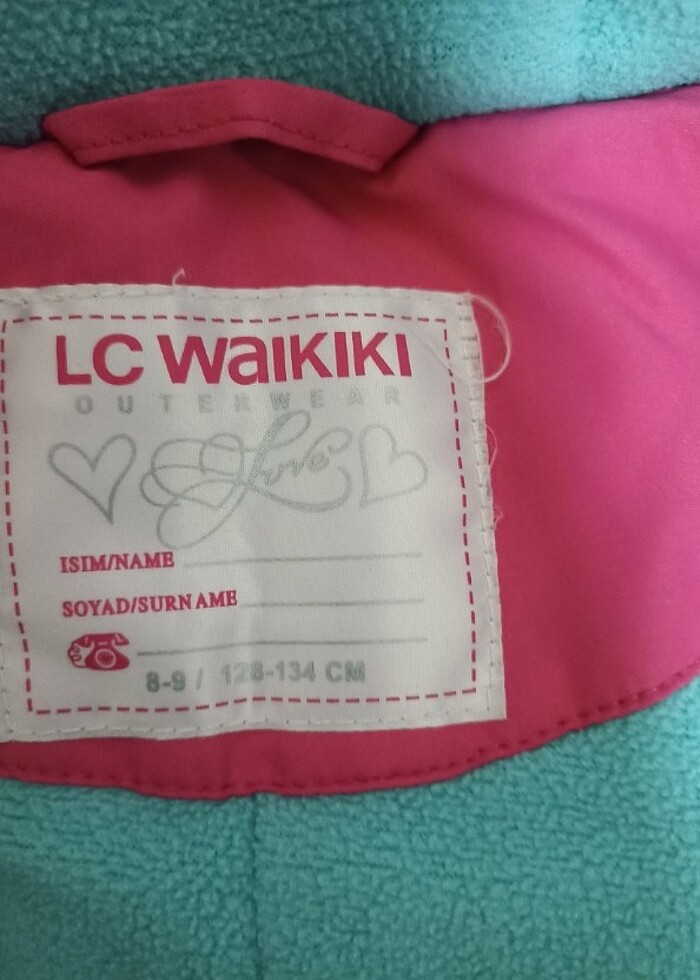 LC WAIKIKI
OUTERWEAR
Love
ISIM/NAME
SOYAD/SURNAME
8-9 / 128-134 CM